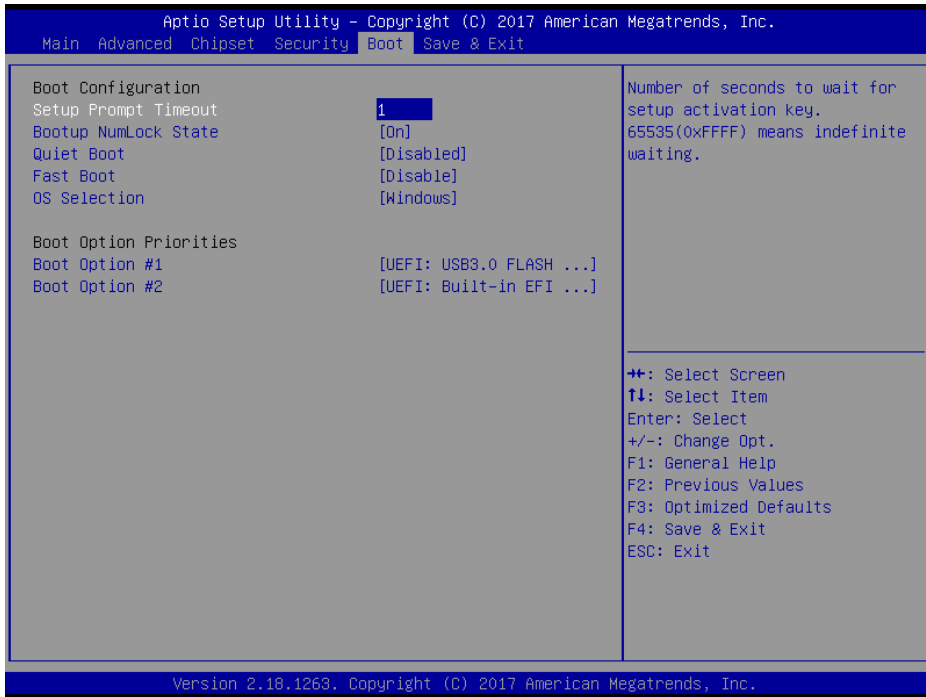 Aptio Setup Utility – Copyright (C) 2017 American Megatrends, Inc.
Main Advanced Chipset Security Boot Save & Exit
Boot Configuration
Setup Prompt Timeout 1
Bootup NumLock State [On]
Quiet Boot [Disabled]
Fast Boot [Disable]
OS Selection [Windows]
Boot Option Priorities
Boot Option #1 [UEFI: USB3.0 FLASH ...]
Boot Option #2 [UEFI: Built-in EFI ...]
Number of seconds to wait for
setup activation key.
65535(0xFFFF) means indefinite
waiting.
→←: Select Screen
↑↓: Select Item
Enter: Select
+/-: Change Opt.
F1: General Help
F2: Previous Values
F3: Optimized Defaults
F4: Save & Exit
ESC: Exit
Version 2.18.1263. Copyright (C) 2017 American Megatrends, Inc.